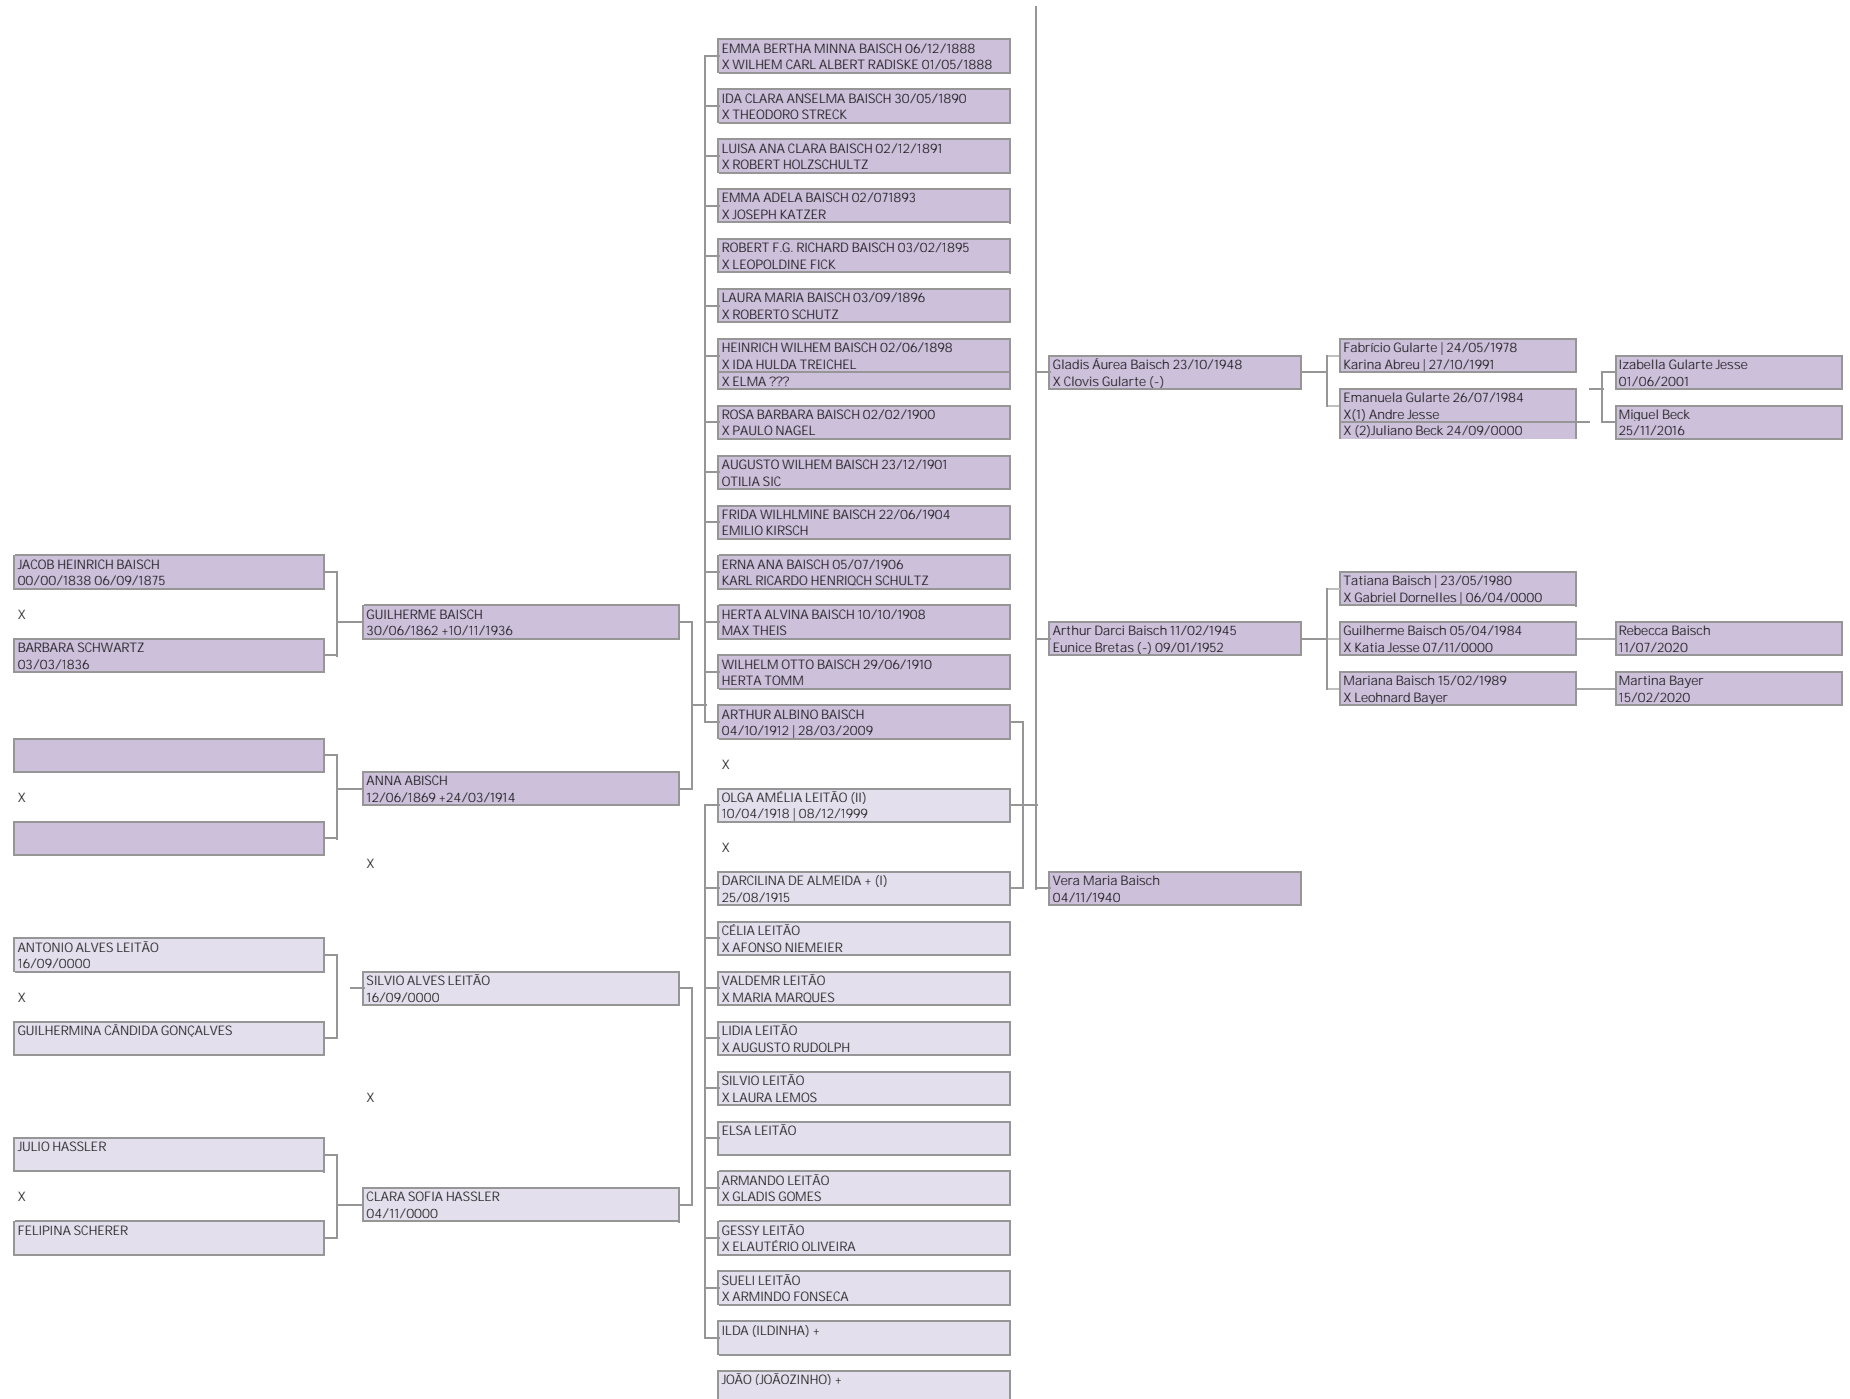 JACOB HEINRICH BAISCH
00/00/1838 06/09/1875
X
BARBARA SCHWARTZ
03/03/1836
X
ANTONIO ALVES LEITÃO
16/09/0000
X
GUILHERMINA CÂNDIDA GONÇALVES
JULIO HASSLER
X
FELIPINA SCHERER
GUILHERME BAISCH
30/06/1862 +10/11/1936
ANNA ABISCH
12/06/1869 +24/03/1914
X
SILVIO ALVES LEITÃO
16/09/0000
X
CLARA SOFIA HASSLER
04/11/0000
EMMA BERTHA MINNA BAISCH 06/12/1888
X WILHEM CARL ALBERT RADISKE 01/05/1888
IDA CLARA ANSELMA BAISCH 30/05/1890
X THEODORO STRECK
LUISA ANA CLARA BAISCH 02/12/1891
X ROBERT HOLZSCHULTZ
EMMA ADELA BAISCH 02/071893
X JOSEPH KATZER
ROBERT F.G. RICHARD BAISCH 03/02/1895
X LEOPOLDINE FICK
LAURA MARIA BAISCH 03/09/1896
X ROBERTO SCHUTZ
HEINRICH WILHEM BAISCH 02/06/1898
X IDA HULDA TREICHEL
X ELMA ???
ROSA BARBARA BAISCH 02/02/1900
X PAULO NAGEL
AUGUSTO WILHEM BAISCH 23/12/1901
OTILIA SIC
FRIDA WILHLMINE BAISCH 22/06/1904
EMILIO KIRSCH
ERNA ANA BAISCH 05/07/1906
KARL RICARDO HENRIQCH SCHULTZ
HERTA ALVINA BAISCH 10/10/1908
MAX THEIS
WILHELM OTTO BAISCH 29/06/1910
HERTA TOMM
ARTHUR ALBINO BAISCH
04/10/1912 | 28/03/2009
X
OLGA AMÉLIA LEITÃO (II)
10/04/1918 | 08/12/1999
X
DARCILINA DE ALMEIDA + (I)
25/08/1915
CÉLIA LEITÃO
X AFONSO NIEMEIER
VALDEMR LEITÃO
X MARIA MARQUES
LIDIA LEITÃO
X AUGUSTO RUDOLPH
SILVIO LEITÃO
X LAURA LEMOS
ELSA LEITÃO
ARMANDO LEITÃO
X GLADIS GOMES
GESSY LEITÃO
X ELAUTÉRIO OLIVEIRA
SUELI LEITÃO
X ARMINDO FONSECA
ILDA (ILDINHA) +
JOÃO (JOÃOZINHO) +
Gladis Áurea Baisch 23/10/1948
X Clovis Gularte (-)
Arthur Darci Baisch 11/02/1945
Eunice Bretas (-) 09/01/1952
Vera Maria Baisch
04/11/1940
Fabrício Gularte | 24/05/1978
Karina Abreu | 27/10/1991
Emanuela Gularte 26/07/1984
X(1) Andre Jesse
X (2)Juliano Beck 24/09/0000
Tatiana Baisch | 23/05/1980
X Gabriel Dornelles | 06/04/0000
Guilherme Baisch 05/04/1984
X Katia Jesse 07/11/0000
Mariana Baisch 15/02/1989
X Leohnard Bayer
Izabella Gularte Jesse
01/06/2001
Miguel Beck
25/11/2016
Rebecca Baisch
11/07/2020
Martina Bayer
15/02/2020